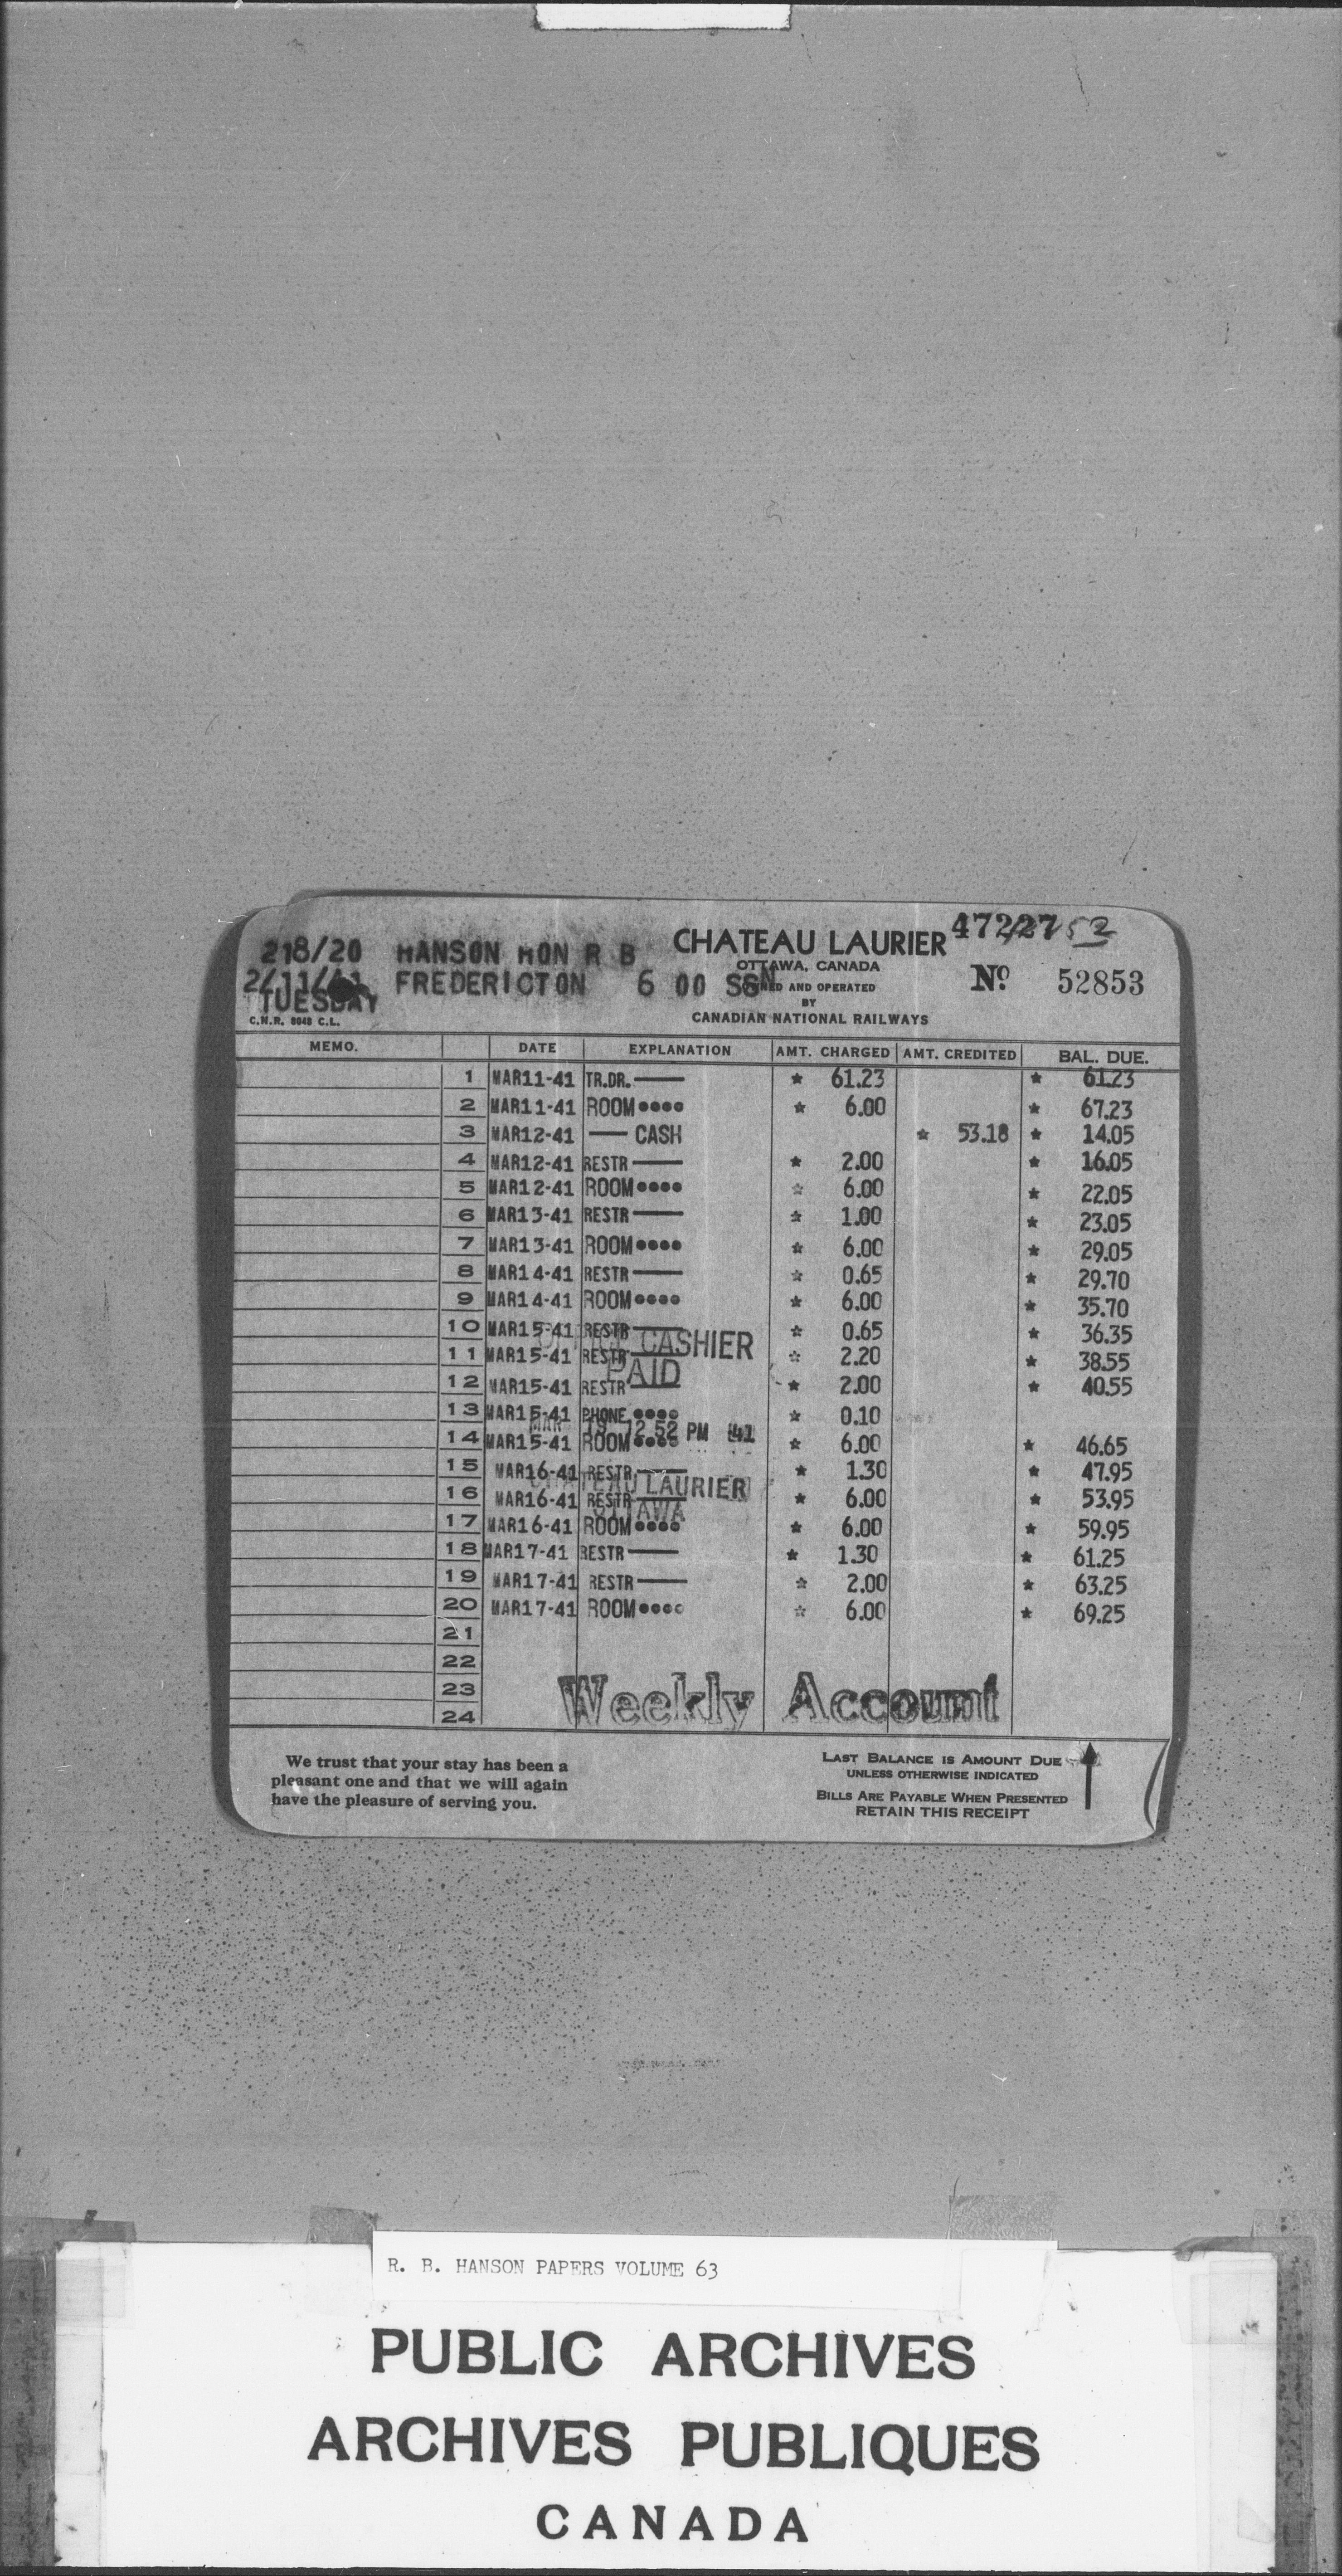 47227 52
218/20 HANSON HON R B CHATEAU LAURIER
OTTAWA, CANADA
2/11/41 FREDERICTON 6 00 SGN AND OPERATED Nº 52853
TUESDAY BY
C.N.R. 8048 C.L. CANADIAN NATIONAL RAILWAYS
MEMO. DATE EXPLANATION AMT. CHARGED AMT. CREDITED BAL. DUE.
1 MAR11-41 TR.DR. ★ 61.23 ★ 61.23
2 MAR11-41 ROOM●●●● ★ 6.00 ★ 67.23
3 MAR12-41 — CASH ★ 53.18 ★ 14.05
4 MAR12-41 RESTR — ★ 2.00 ★ 16.05
5 MAR12-41 ROOM●●●● ★ 6.00 ★ 22.05
6 MAR13-41 RESTR — ★ 1.00 ★ 23.05
7 MAR13-41 ROOM●●●● ★ 6.00 ★ 29.05
8 MAR14-41 RESTR — ★ 0.65 ★ 29.70
9 MAR14-41 ROOM●●●● ★ 6.00 ★ 35.70
10 MAR15-41 RESTR — ★ 0.65 ★ 36.35
11 MAR15-41 RESTR — ★ 2.20 ★ 38.55
12 MAR15-41 RESTR — ★ 2.00 ★ 40.55
13 MAR15-41 PHONE ●●●● ★ 0.10
14 MAR15-41 ROOM●●●● ★ 6.00 ★ 46.65
15 MAR16-41 RESTR — ★ 1.30 ★ 47.95
16 MAR16-41 RESTR — ★ 6.00 ★ 53.95
17 MAR16-41 ROOM●●●● ★ 6.00 ★ 59.95
18 MAR17-41 RESTR — ★ 1.30 ★ 61.25
19 MAR17-41 RESTR — ★ 2.00 ★ 63.25
20 MAR17-41 ROOM●●●● ★ 6.00 ★ 69.25
21
22
23
24
CASHIER
PAID
MAR 19 12 52 PM '41
CHATEAU LAURIER
OTTAWA
Weekly Account
We trust that your stay has been a
pleasant one and that we will again
have the pleasure of serving you.
LAST BALANCE IS AMOUNT DUE
UNLESS OTHERWISE INDICATED
BILLS ARE PAYABLE WHEN PRESENTED
RETAIN THIS RECEIPT
R. B. HANSON PAPERS VOLUME 63
PUBLIC ARCHIVES
ARCHIVES PUBLIQUES
CANADA